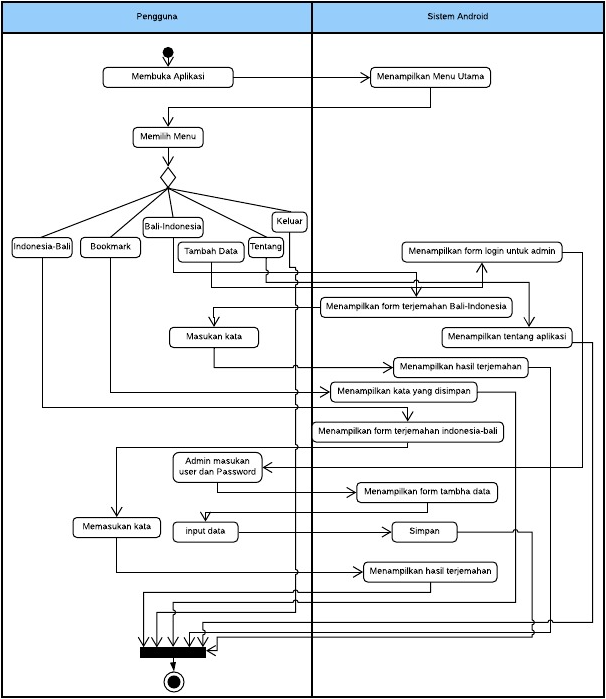 Pengguna
Sistem Android
Membuka Aplikasi
Menampilkan Menu Utama
Memilih Menu
Keluar
Bali-Indonesia
Indonesia-Bali
Bookmark
Tambah Data
Tentang
Menampilkan form login untuk admin
Menampilkan form terjemahan Bali-Indonesia
Masukan kata
Menampilkan tentang aplikasi
Menampilkan hasil terjemahan
Menampilkan kata yang disimpan
Menampilkan form terjemahan indonesia-bali
Admin masukan
user dan Password
Menampilkan form tambha data
Memasukan kata
input data
Simpan
Menampilkan hasil terjemahan